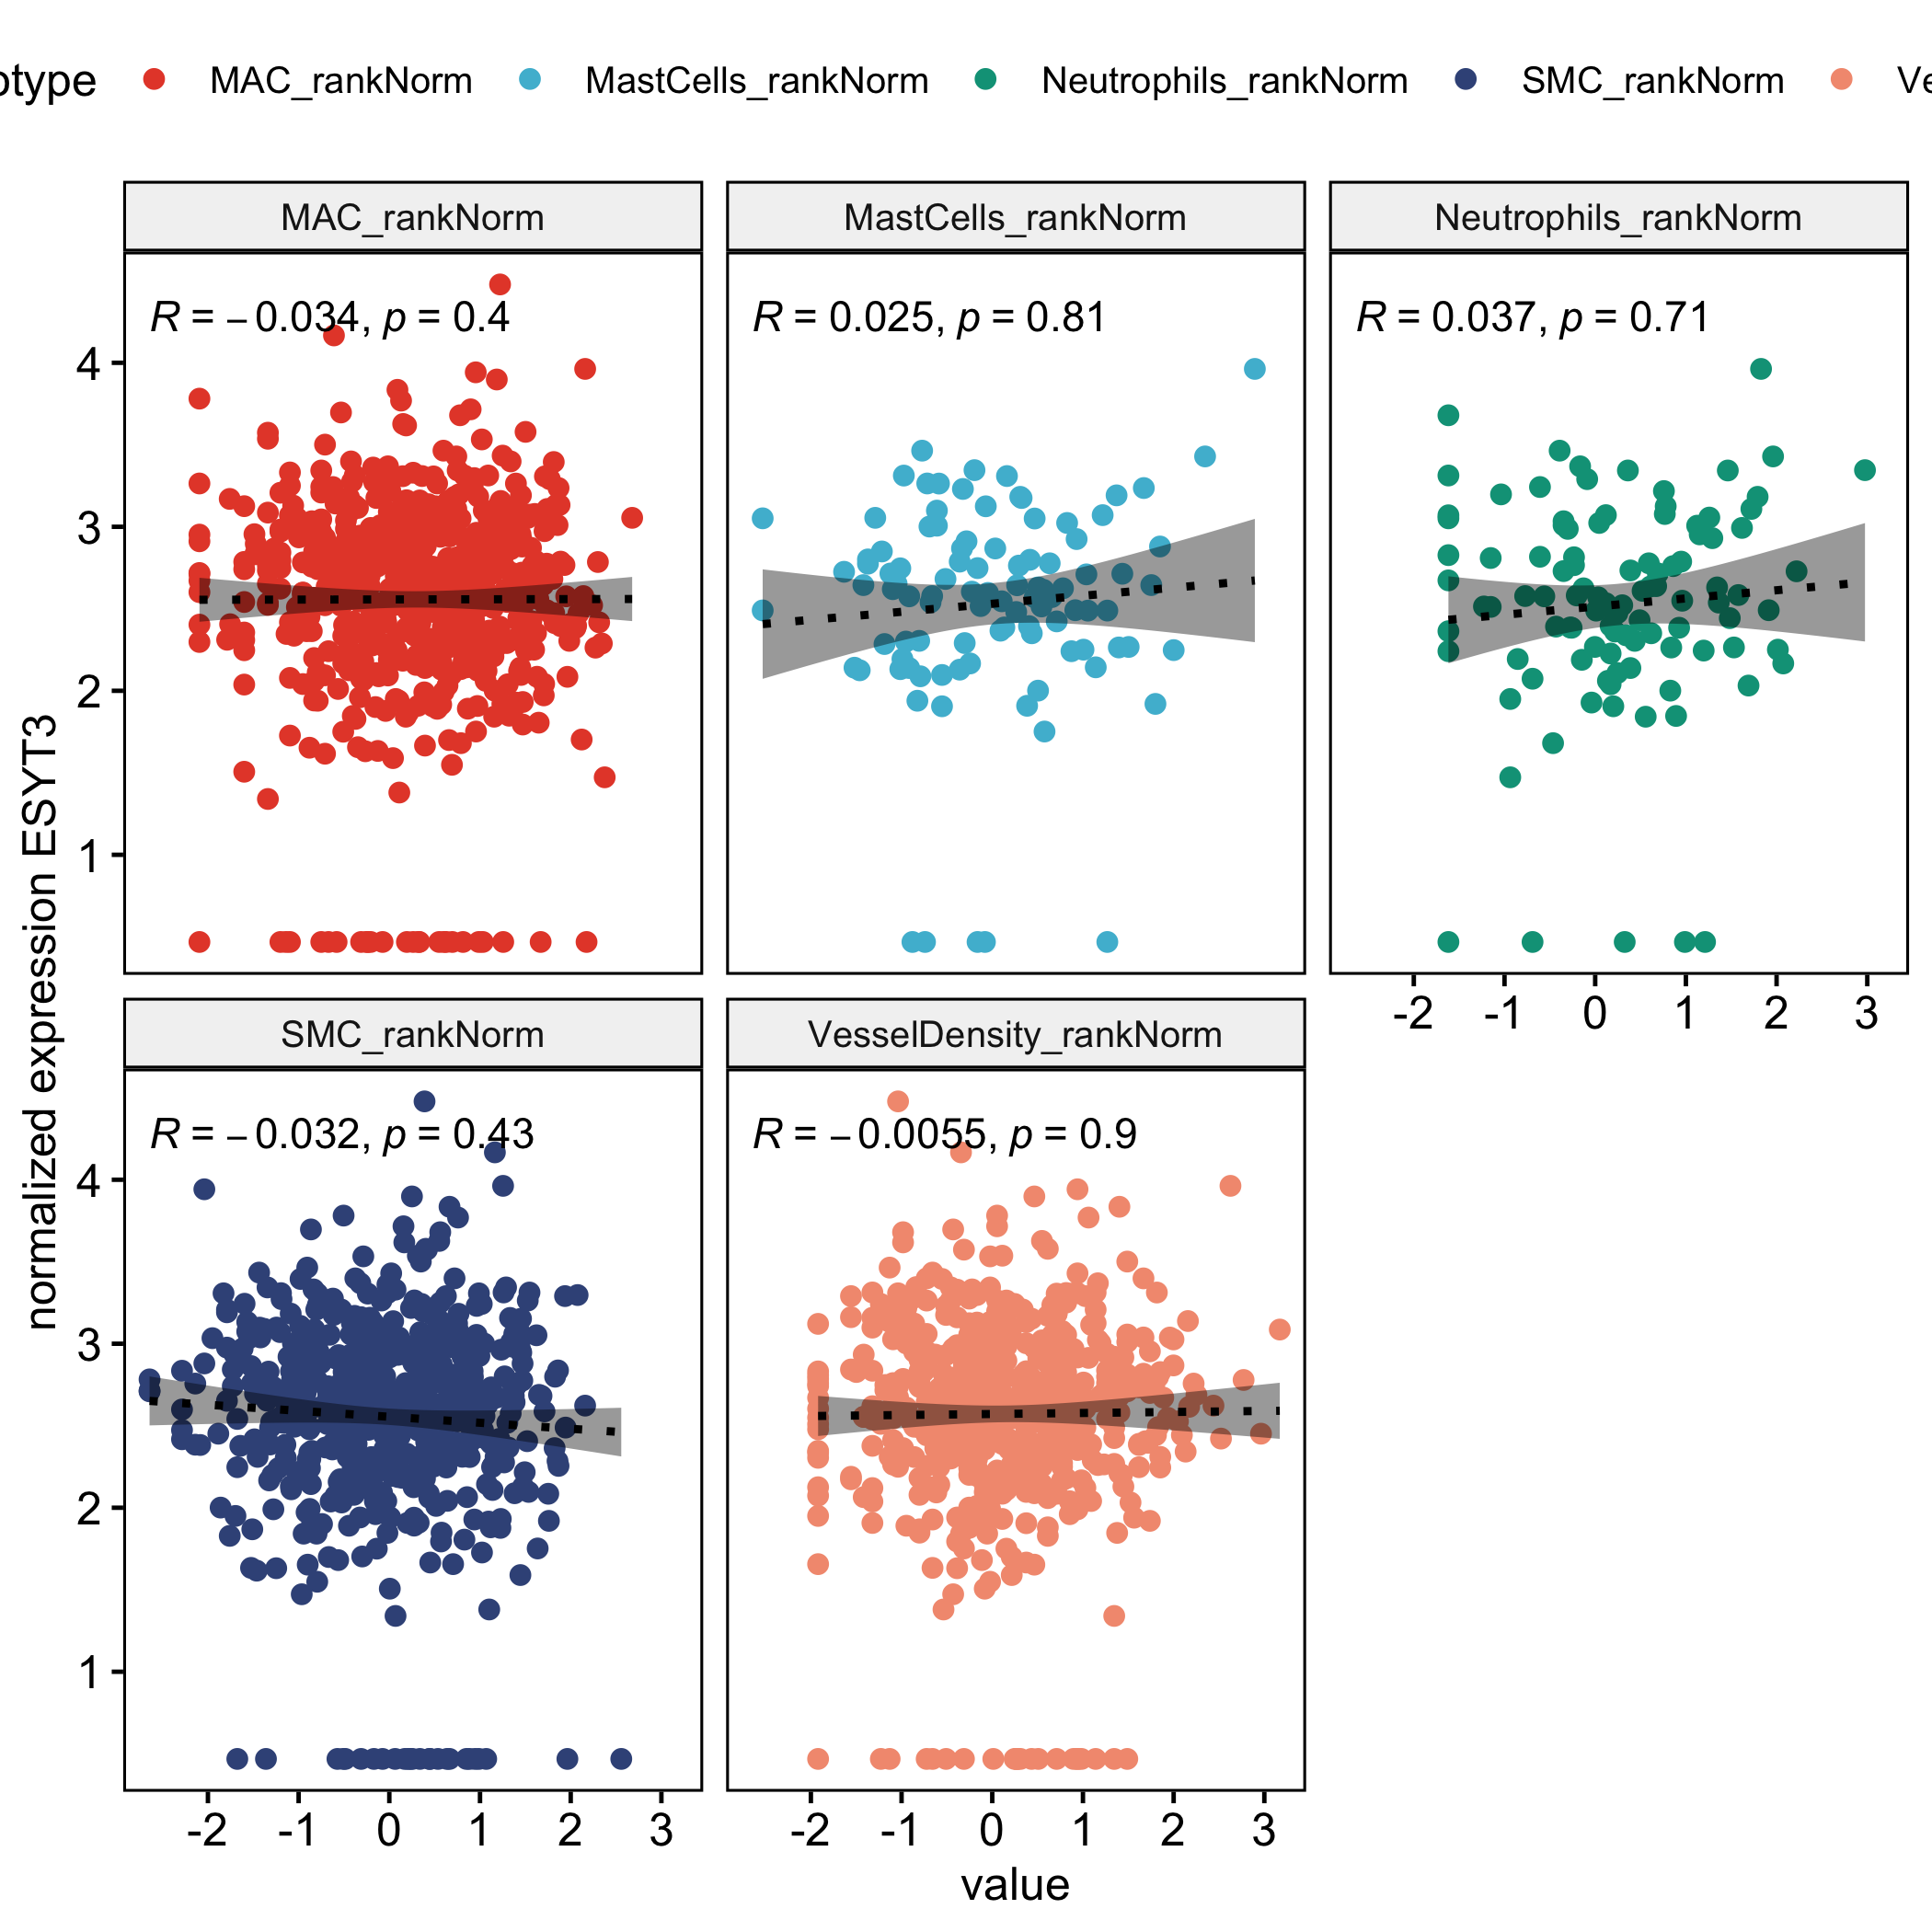 otype MAC_rankNorm MastCells_rankNorm Neutrophils_rankNorm SMC_rankNorm Ve
MAC_rankNorm MastCells_rankNorm Neutrophils_rankNorm
R = −0.034, p = 0.4 R = 0.025, p = 0.81 R = 0.037, p = 0.71
4
3
2
1
-2 -1 0 1 2 3
SMC_rankNorm VesselDensity_rankNorm
R = −0.032, p = 0.43 R = −0.0055, p = 0.9
4
3
2
1
-2 -1 0 1 2 3 -2 -1 0 1 2 3
value
normalized expression ESYT3